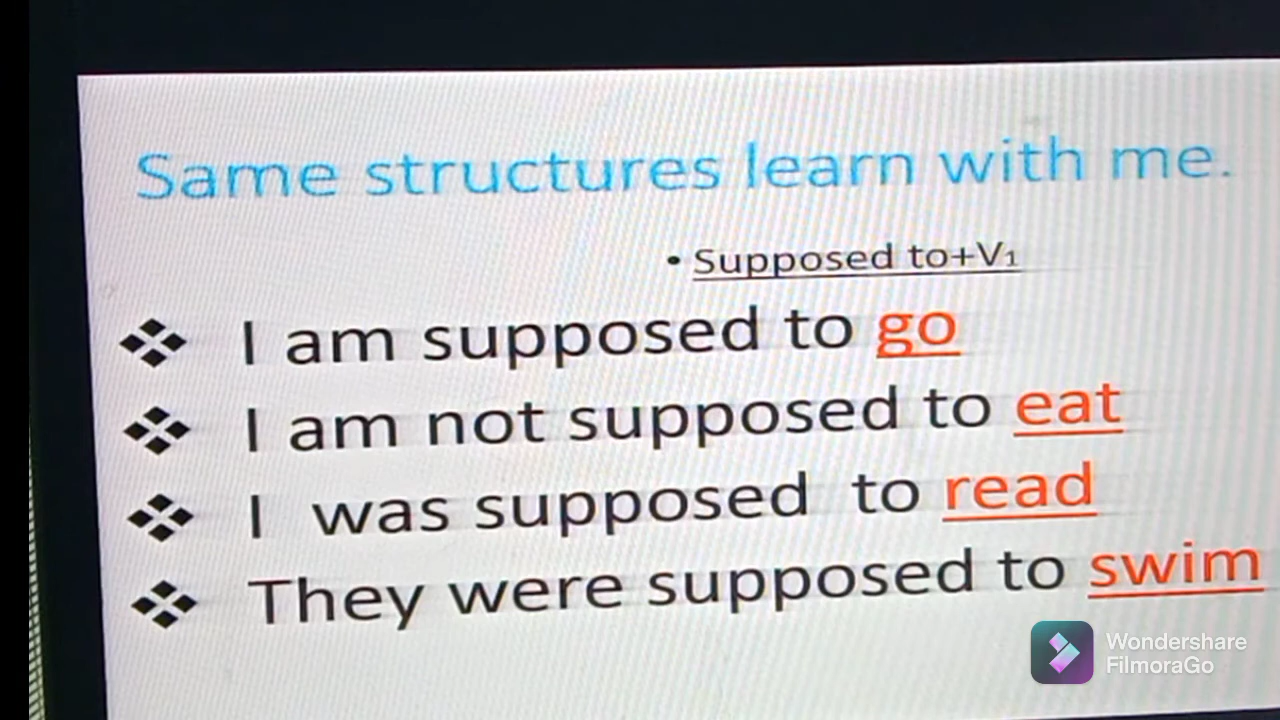 Same structures learn with me.
• Supposed to+V₁
❖ I am supposed to go
❖ I am not supposed to eat
❖ I was supposed to read
❖ They were supposed to swim
Wondershare
FilmoraGo